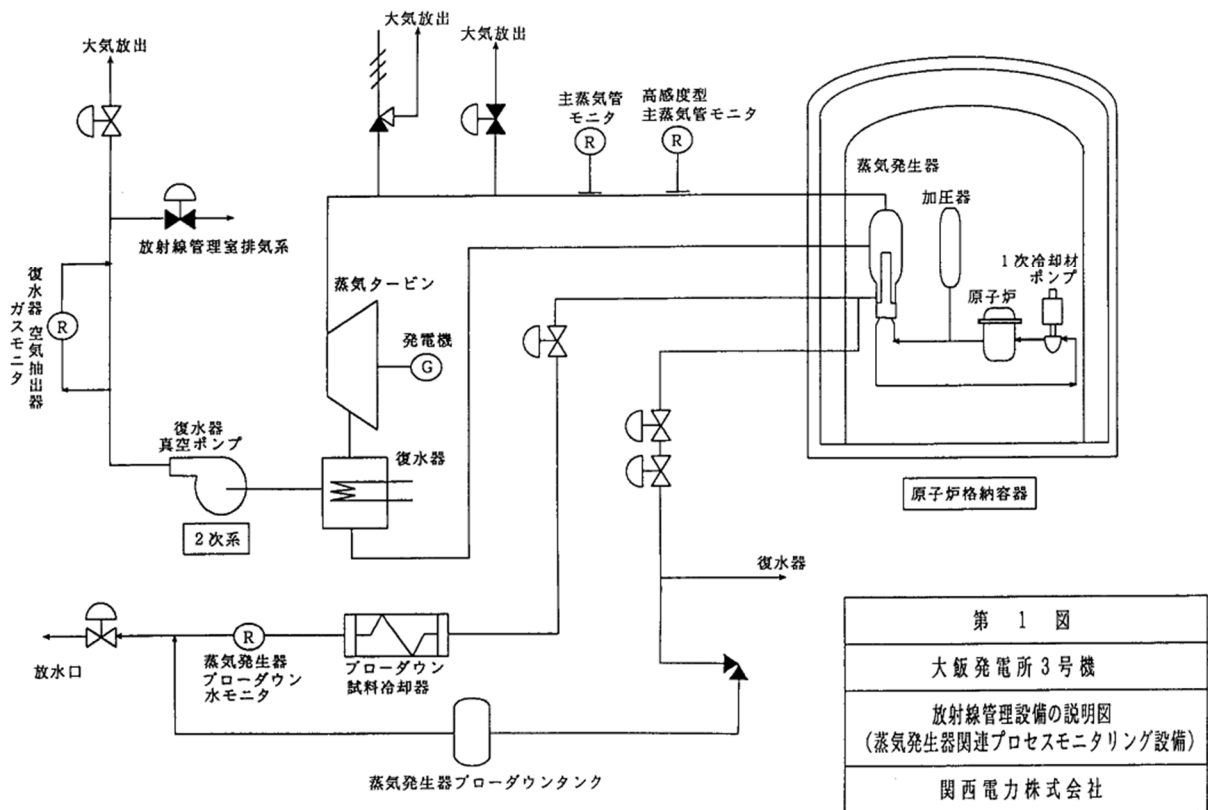 大気放出
大気放出
大気放出
主蒸気管
モニタ
高感度型
主蒸気管モニタ
R
R
蒸気発生器
加圧器
1次冷却材
ポンプ
原子炉
放射線管理室排気系
復水器 空気抽出器
ガスモニタ
R
蒸気タービン
発電機
G
復水器
真空ポンプ
復水器
2次系
原子炉格納容器
復水器
放水口
R
蒸気発生器
ブローダウン
水モニタ
ブローダウン
試料冷却器
蒸気発生器ブローダウンタンク
第 1 図
大飯発電所3号機
放射線管理設備の説明図
(蒸気発生器関連プロセスモニタリング設備)
関西電力株式会社